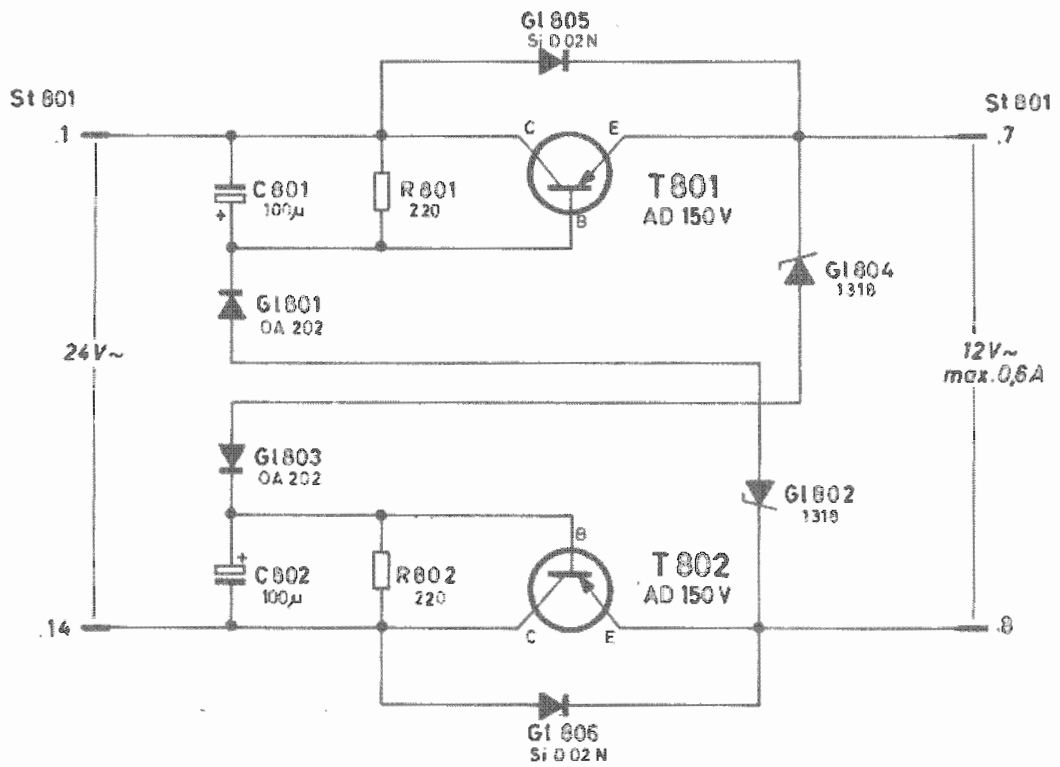 Gl 805
Si D 02 N
St 801
St 801
.1
C
E
.7
C 801
100µ
+
R 801
220
B
T 801
AD 150 V
Gl 801
OA 202
Gl 804
1318
24V~
12V~
max. 0,6A
Gl 803
OA 202
Gl 802
1318
B
+
C 802
100µ
R 802
220
T 802
AD 150 V
.14
C
E
.8
Gl 806
Si D 02 N